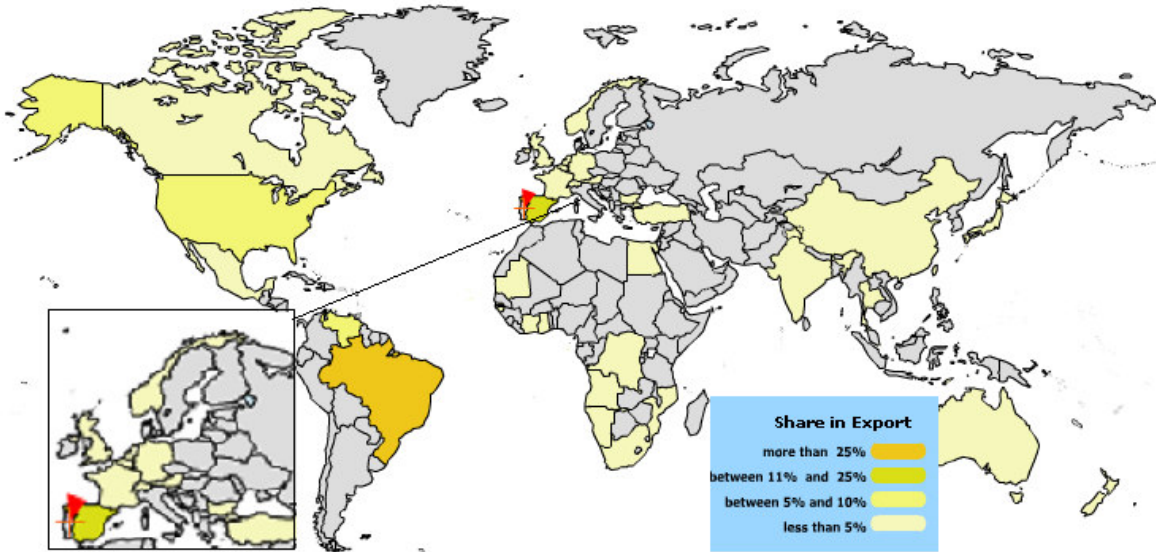 Share in Export
more than 25%
between 11% and 25%
between 5% and 10%
less than 5%